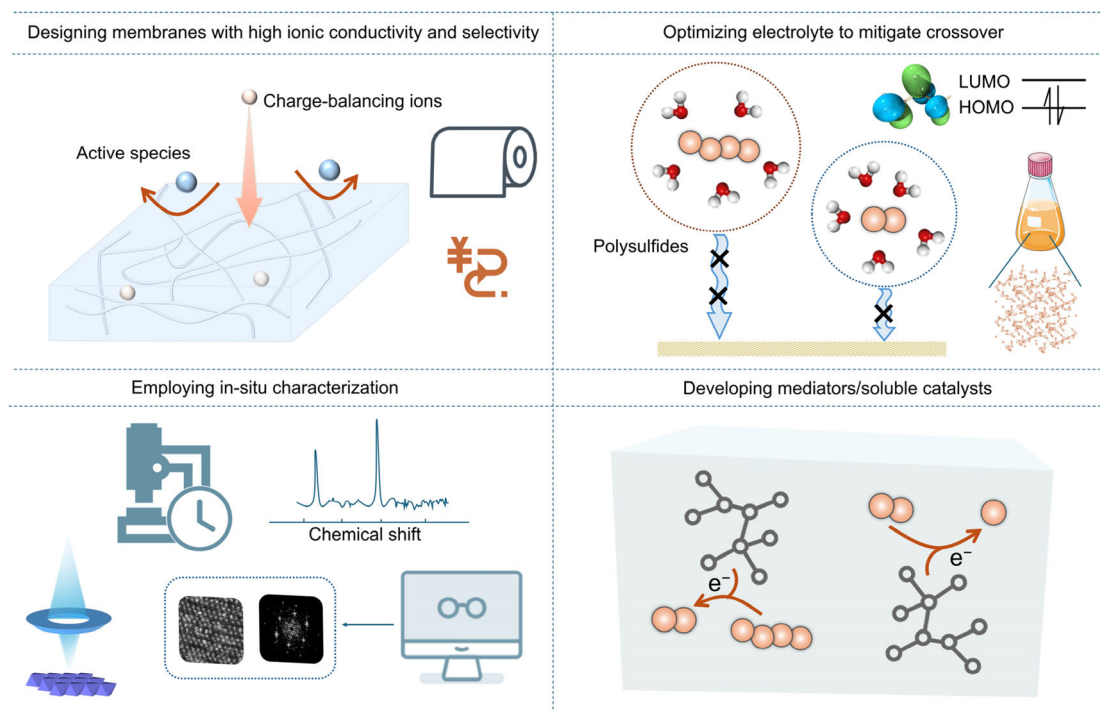 Designing membranes with high ionic conductivity and selectivity
Charge-balancing ions
Active species
¥
Optimizing electrolyte to mitigate crossover
LUMO
HOMO
Polysulfides
Employing in-situ characterization
Chemical shift
Developing mediators/soluble catalysts
e⁻
e⁻